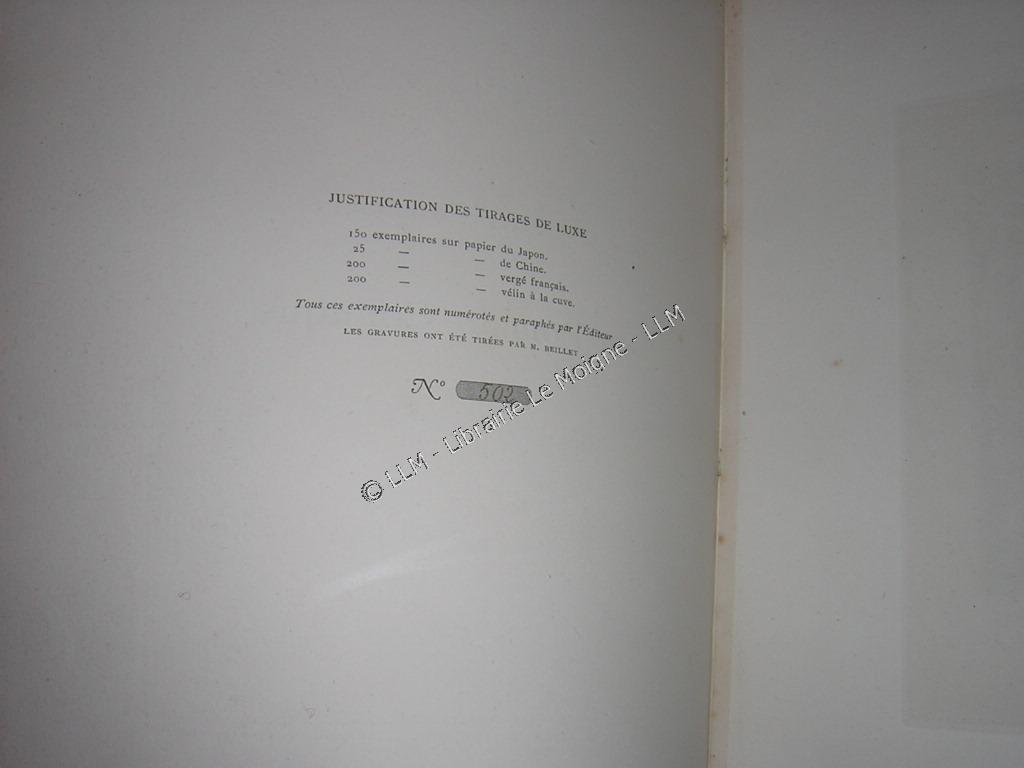 JUSTIFICATION DES TIRAGES DE LUXE
150 exemplaires sur papier du Japon.
25 — — de Chine.
200 — — vergé français.
200 — — vélin à la cuve.
Tous ces exemplaires sont numérotés et paraphés par l'Éditeur
LES GRAVURES ONT ÉTÉ TIRÉES PAR M. BEILLET
No 502
© LLM - Librairie Le Moigne - LLM